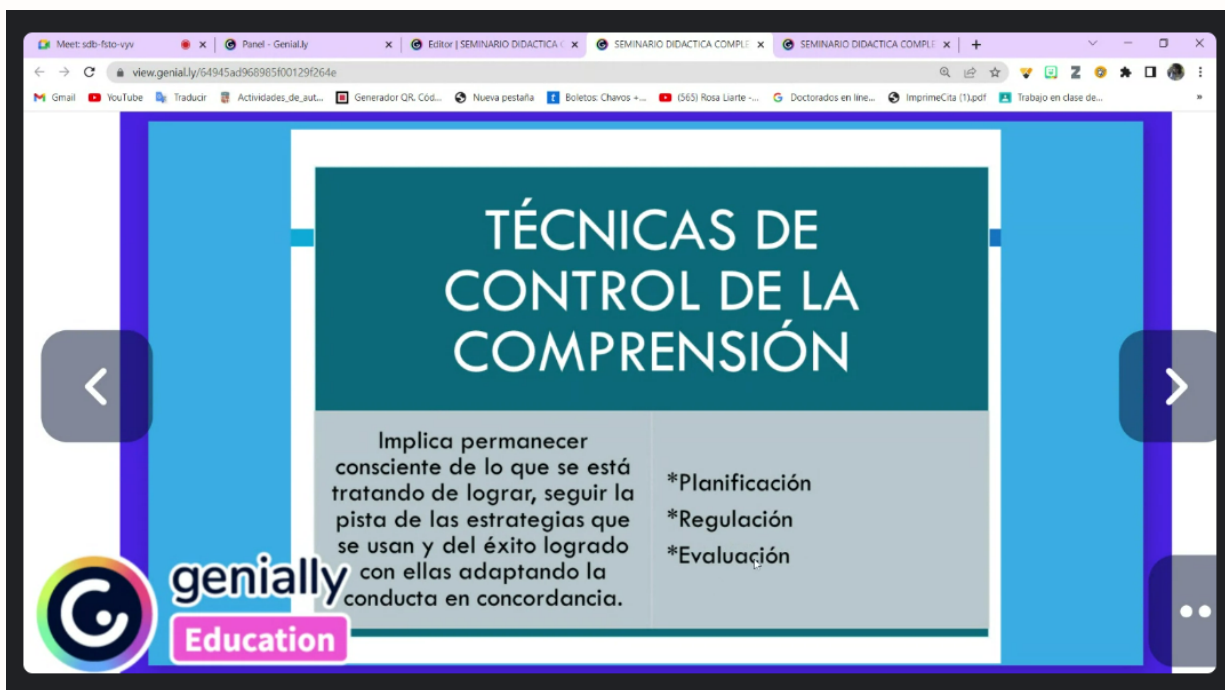 Meet: sdb-fsto-vyv
Panel - Genial.ly
Editor | SEMINARIO DIDACTICA
SEMINARIO DIDACTICA COMPLE
SEMINARIO DIDACTICA COMPLE
view.genial.ly/64945ad968985f00129f264e
Gmail
YouTube
Traducir
Actividades_de_aut...
Generador QR. Cód...
Nueva pestaña
Boletos: Chavos +...
(565) Rosa Liarte -...
Doctorados en line...
ImprimeCita (1).pdf
Trabajo en clase de...
TÉCNICAS DE
CONTROL DE LA
COMPRENSIÓN
Implica permanecer
consciente de lo que se está
tratando de lograr, seguir la
pista de las estrategias que
se usan y del éxito logrado
con ellas adaptando la
conducta en concordancia.
*Planificación
*Regulación
*Evaluación
genially
Education